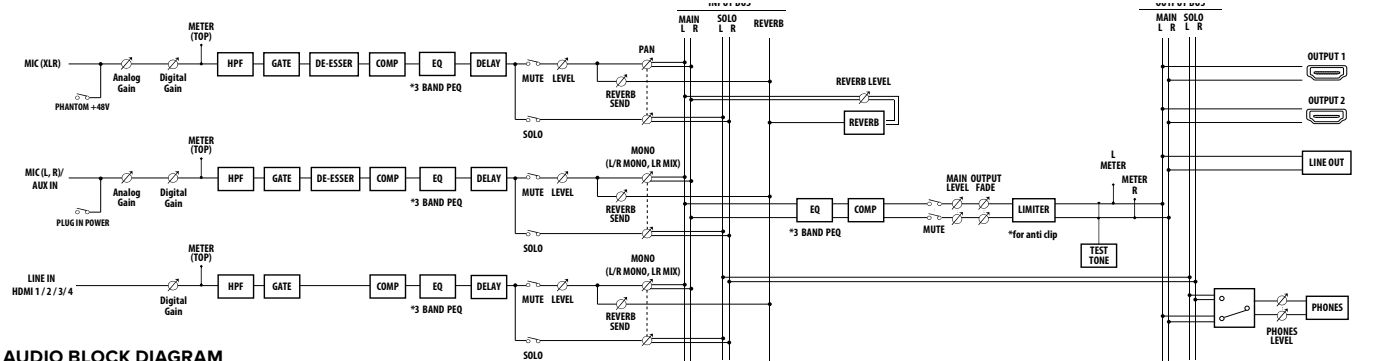 INPUT BUS
OUTPUT BUS
MAIN SOLO REVERB
L R L R
MAIN SOLO
L R L R
METER
(TOP)
MIC (XLR)
Analog
Gain
Digital
Gain
PHANTOM +48V
HPF GATE DE-ESSER COMP EQ DELAY
*3 BAND PEQ
MUTE LEVEL
PAN
REVERB
SEND
SOLO
REVERB LEVEL
REVERB
OUTPUT 1
OUTPUT 2
LINE OUT
METER
(TOP)
MIC (L, R)/
AUX IN
Analog
Gain
Digital
Gain
PLUG IN POWER
HPF GATE DE-ESSER COMP EQ DELAY
*3 BAND PEQ
MUTE LEVEL
MONO
(L/R MONO, LR MIX)
REVERB
SEND
SOLO
EQ COMP
*3 BAND PEQ
MUTE
MAIN
LEVEL
OUTPUT
FADE
LIMITER
*for anti clip
L
METER
METER
R
TEST
TONE
METER
(TOP)
LINE IN
HDMI 1 / 2 / 3/ 4
Digital
Gain
HPF GATE COMP EQ DELAY
*3 BAND PEQ
MUTE LEVEL
MONO
(L/R MONO, LR MIX)
REVERB
SEND
SOLO
PHONES
PHONES
LEVEL
AUDIO BLOCK DIAGRAM